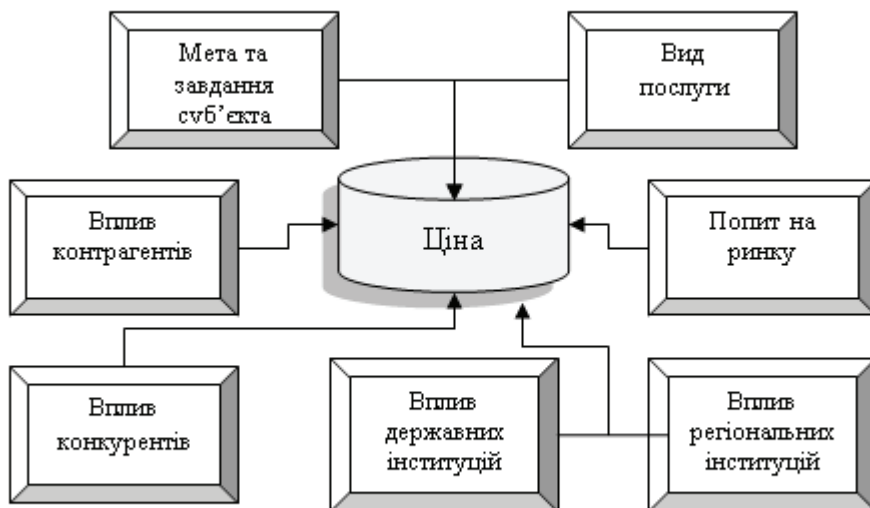 Мета та
завдання
суб’єкта
Вид
послуги
Вплив
контрагентів
Ціна
Попит на
ринку
Вплив
конкурентів
Вплив
державних
інституцій
Вплив
регіональних
інституцій